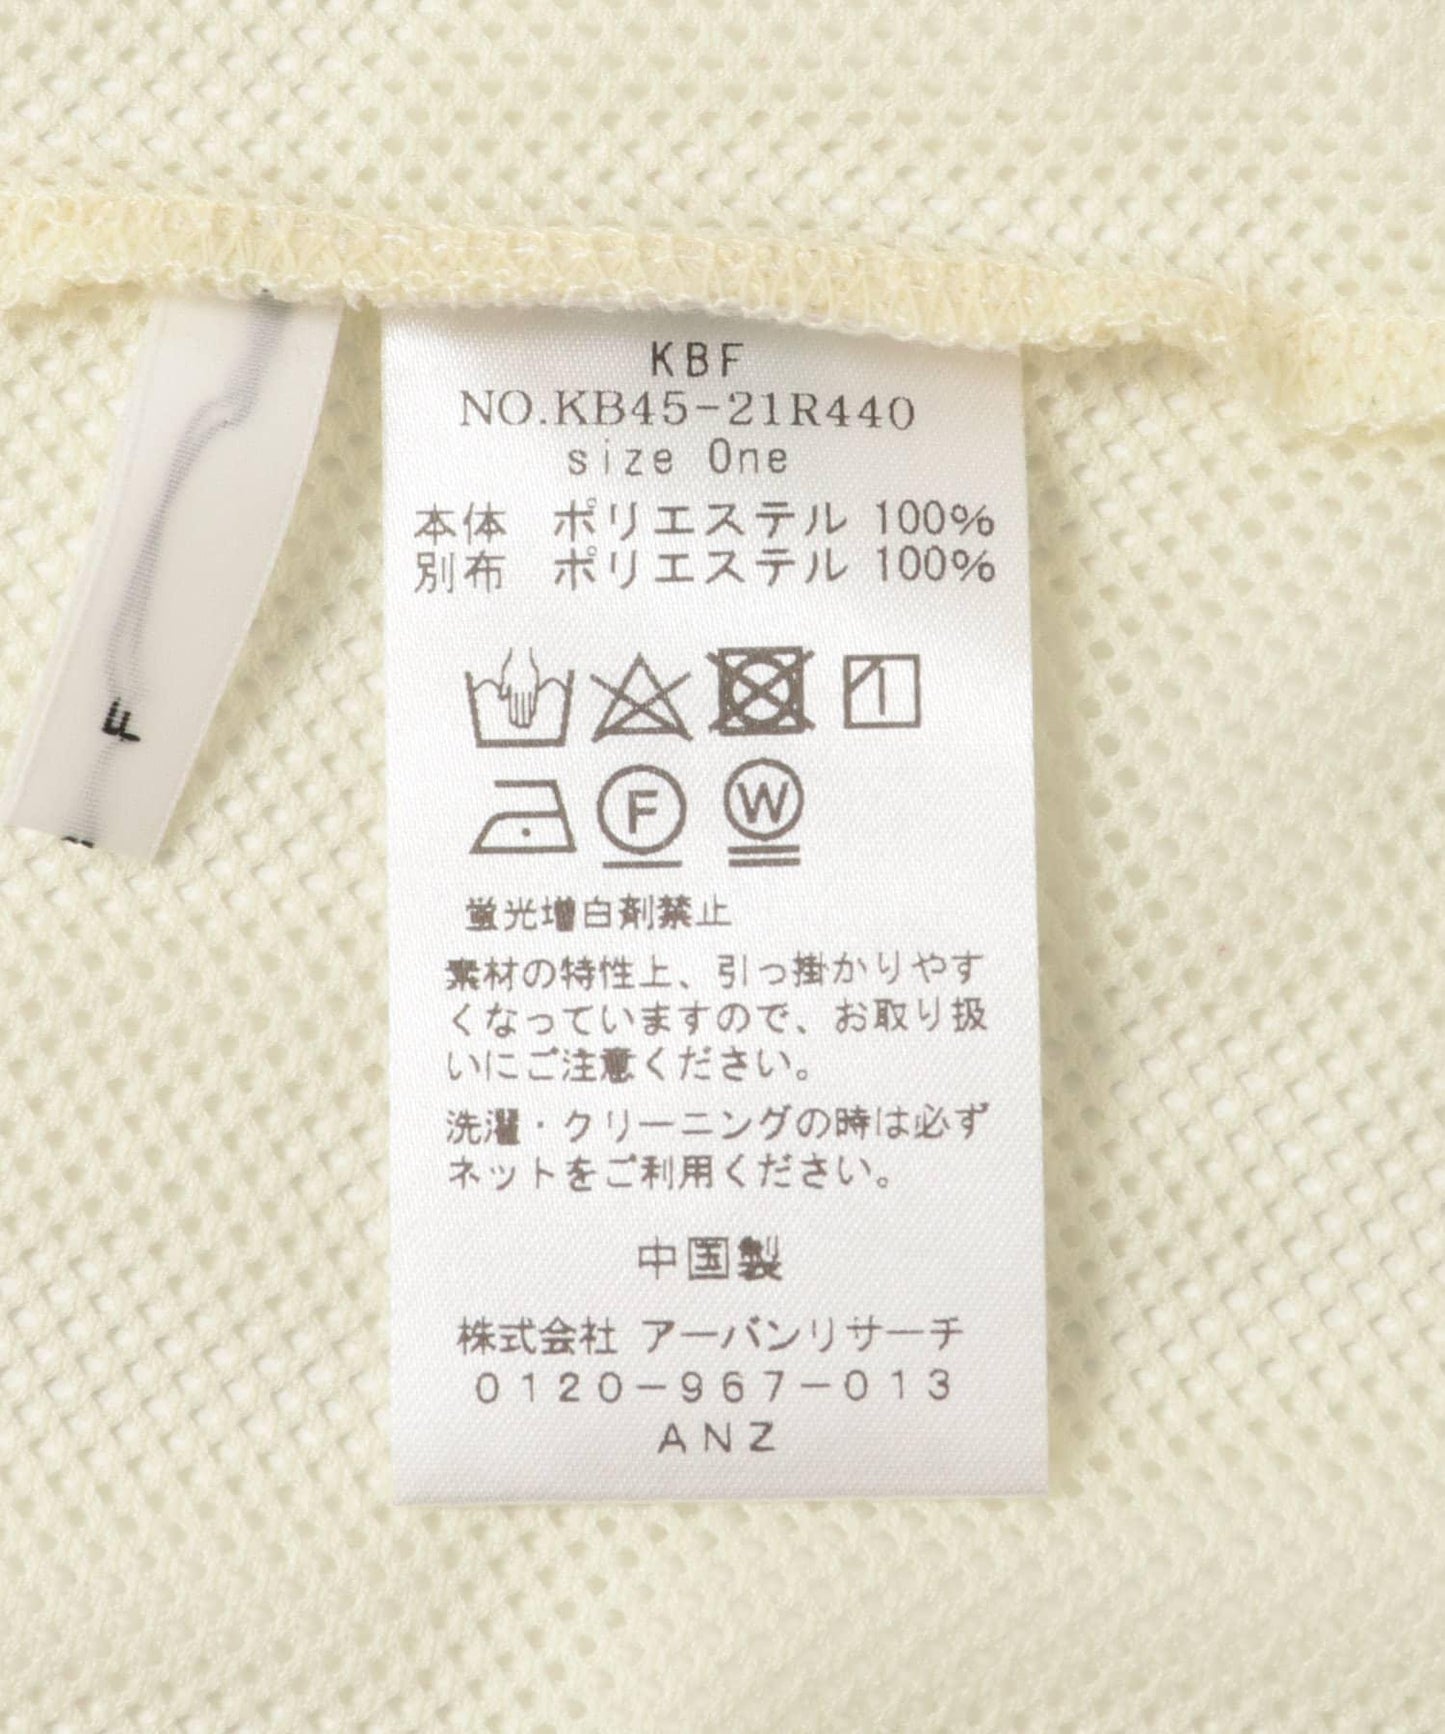 KBF
NO.KB45-21R440
size One
本体 ポリエステル 100%
別布 ポリエステル 100%
F W
蛍光増白剤禁止
素材の特性上、引っ掛かりやす
くなっていますので、お取り扱
いにご注意ください。
洗濯・クリーニングの時は必ず
ネットをご利用ください。
中国製
株式会社 アーバンリサーチ
0120-967-013
ANZ